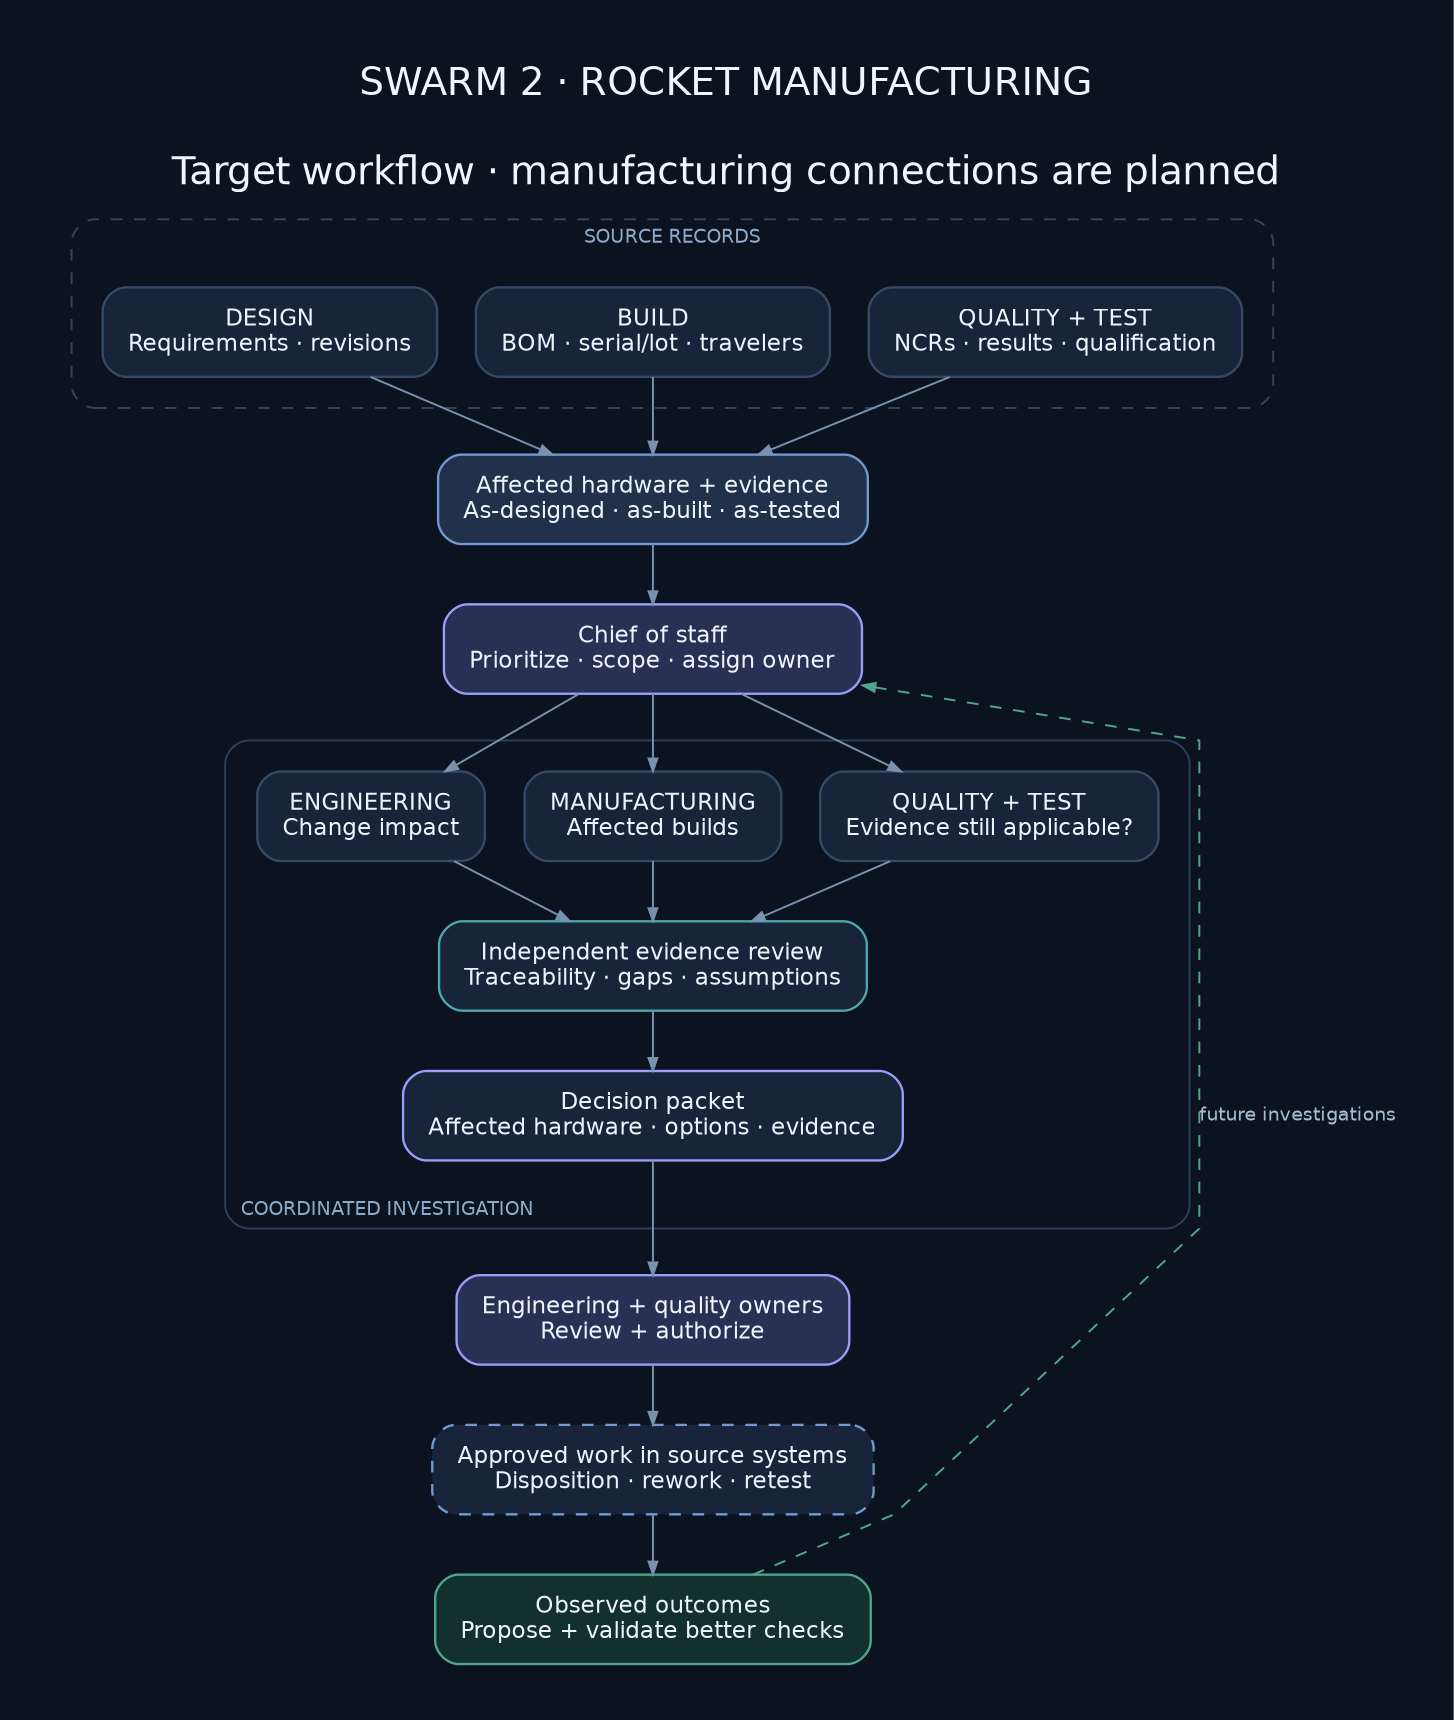 SWARM 2 · ROCKET MANUFACTURING
Target workflow · manufacturing connections are planned
SOURCE RECORDS
DESIGN
Requirements · revisions
BUILD
BOM · serial/lot · travelers
QUALITY + TEST
NCRs · results · qualification
Affected hardware + evidence
As-designed · as-built · as-tested
Chief of staff
Prioritize · scope · assign owner
ENGINEERING
Change impact
MANUFACTURING
Affected builds
QUALITY + TEST
Evidence still applicable?
Independent evidence review
Traceability · gaps · assumptions
Decision packet
Affected hardware · options · evidence
future investigations
COORDINATED INVESTIGATION
Engineering + quality owners
Review + authorize
Approved work in source systems
Disposition · rework · retest
Observed outcomes
Propose + validate better checks